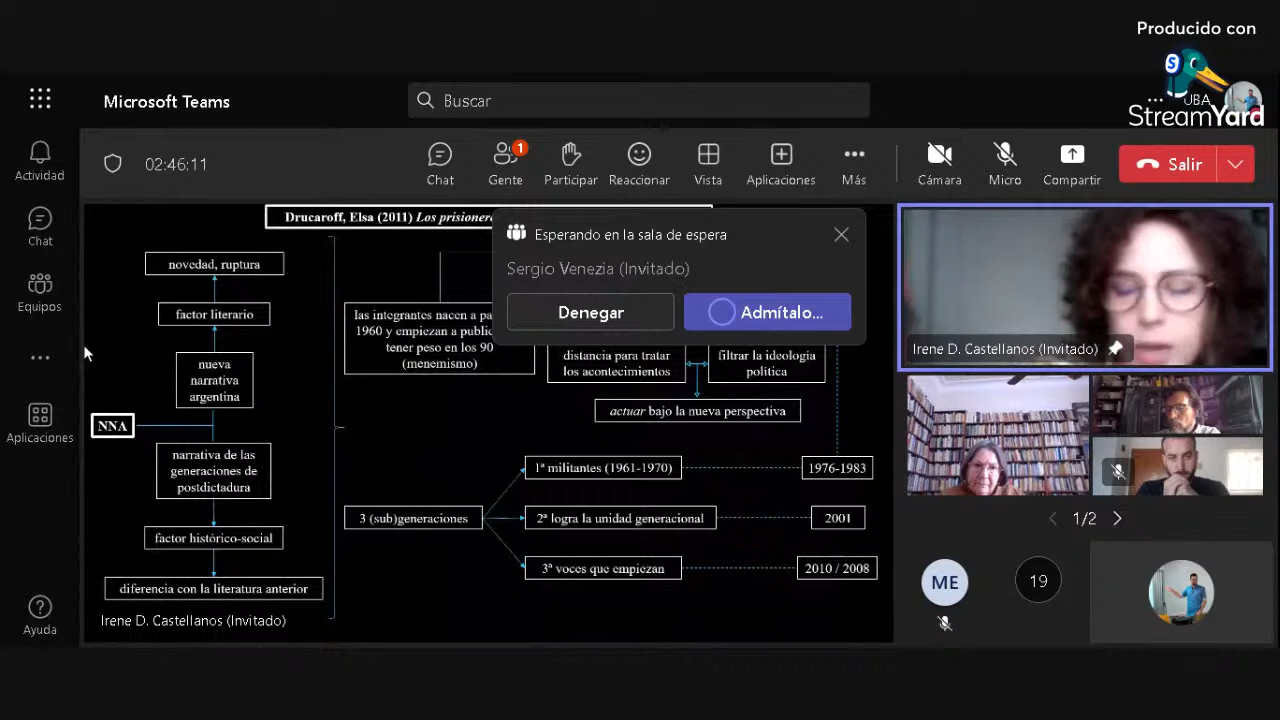 Producido con
StreamYard
UBA
Microsoft Teams
Buscar
02:46:11
Chat
Gente
1
Participar
Reaccionar
Vista
Aplicaciones
Más
Cámara
Micro
Compartir
Salir
Actividad
Chat
Equipos
Aplicaciones
Ayuda
Drucaroff, Elsa (2011) Los prisioneros
Esperando en la sala de espera
Sergio Venezia (Invitado)
Denegar
Admítalo...
novedad, ruptura
factor literario
nueva
narrativa
argentina
NNA
narrativa de las
generaciones de
postdictadura
factor histórico-social
diferencia con la literatura anterior
las integrantes nacen a pa
1960 y empiezan a public
tener peso en los 90
(menemismo)
distancia para tratar
los acontecimientos
filtrar la ideología
política
actuar bajo la nueva perspectiva
3 (sub)generaciones
1ª militantes (1961-1970)
1976-1983
2ª logra la unidad generacional
2001
3ª voces que empiezan
2010 / 2008
Irene D. Castellanos (Invitado)
Irene D. Castellanos (Invitado)
1/2
ME
19